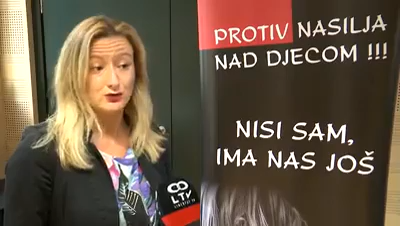 PROTIV NASILJA
NAD DJECOM !!!
NISI SAM,
IMA NAS JOŠ
LTV